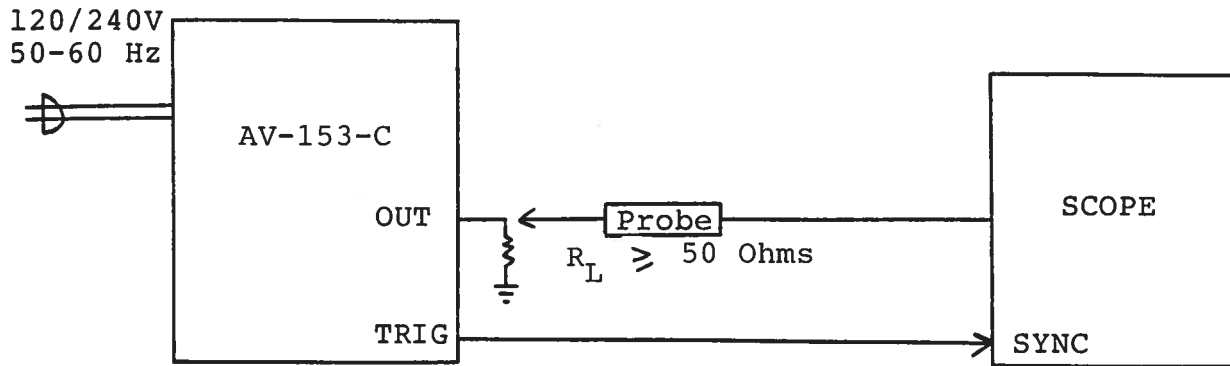 120/240V
50-60 Hz
AV-153-C
OUT
Probe
R_L ≥ 50 Ohms
SCOPE
TRIG
SYNC